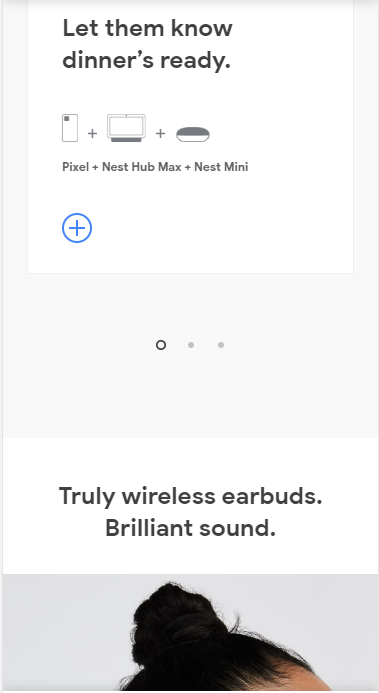 Let them know
dinner’s ready.
Pixel + Nest Hub Max + Nest Mini
Truly wireless earbuds.
Brilliant sound.